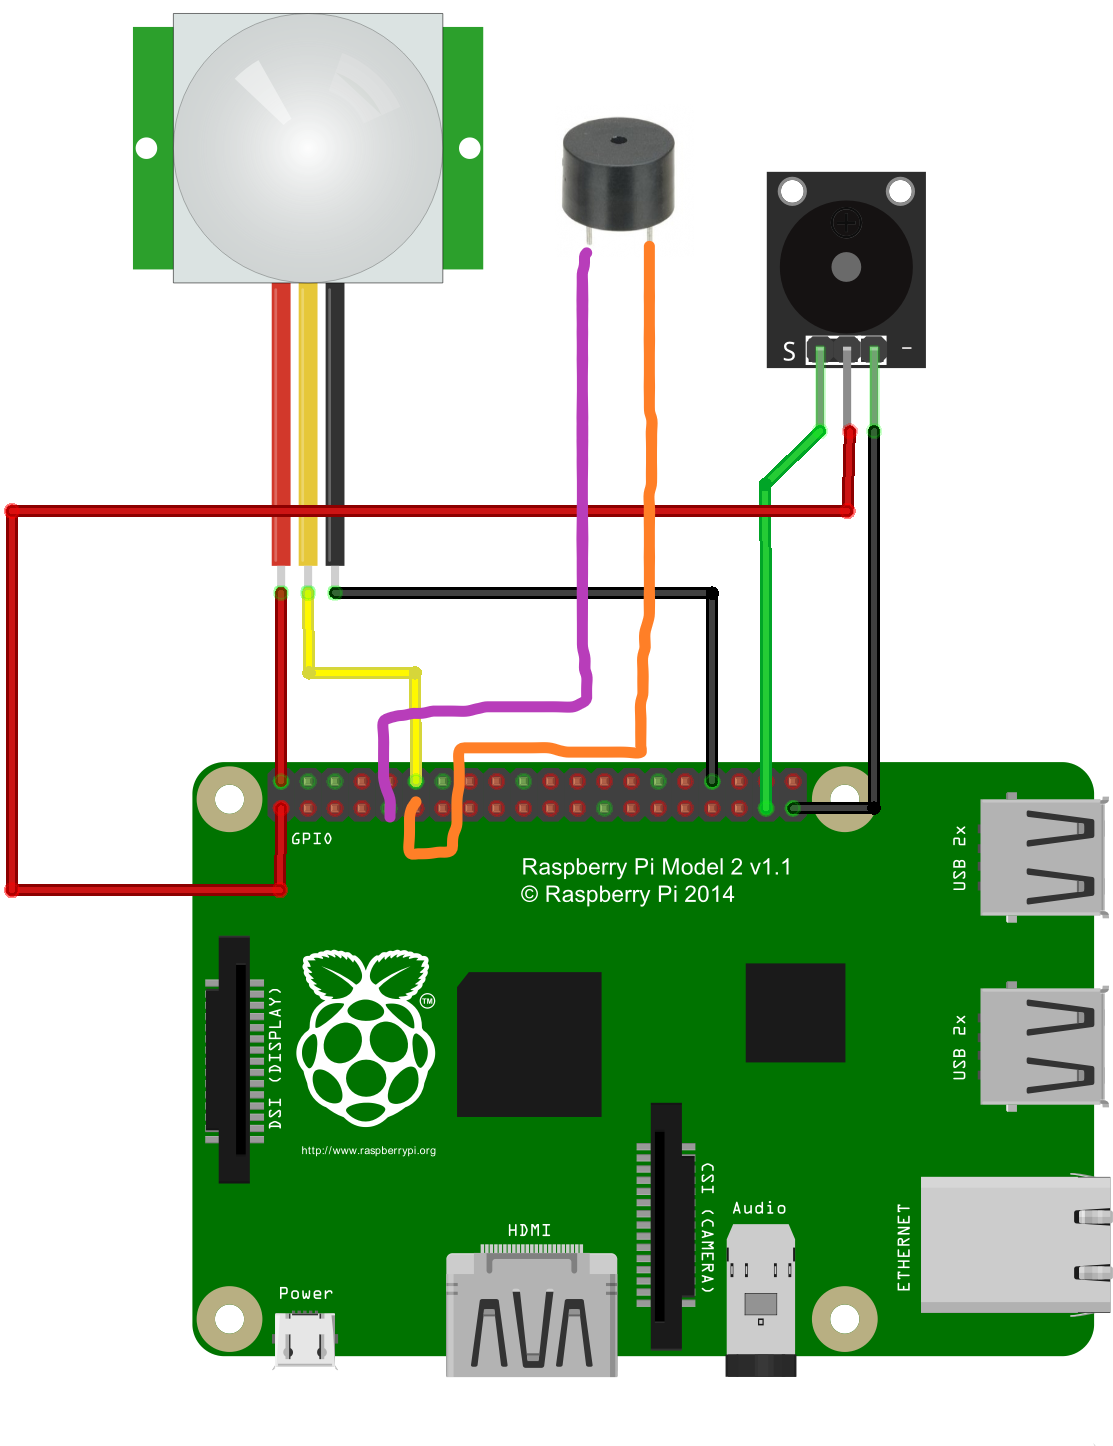 S -
GPIO
Raspberry Pi Model 2 v1.1
© Raspberry Pi 2014
USB 2x
DSI (DISPLAY)
TM
USB 2x
http://www.raspberrypi.org
CSI (CAMERA)
Audio
ETHERNET
HDMI
Power